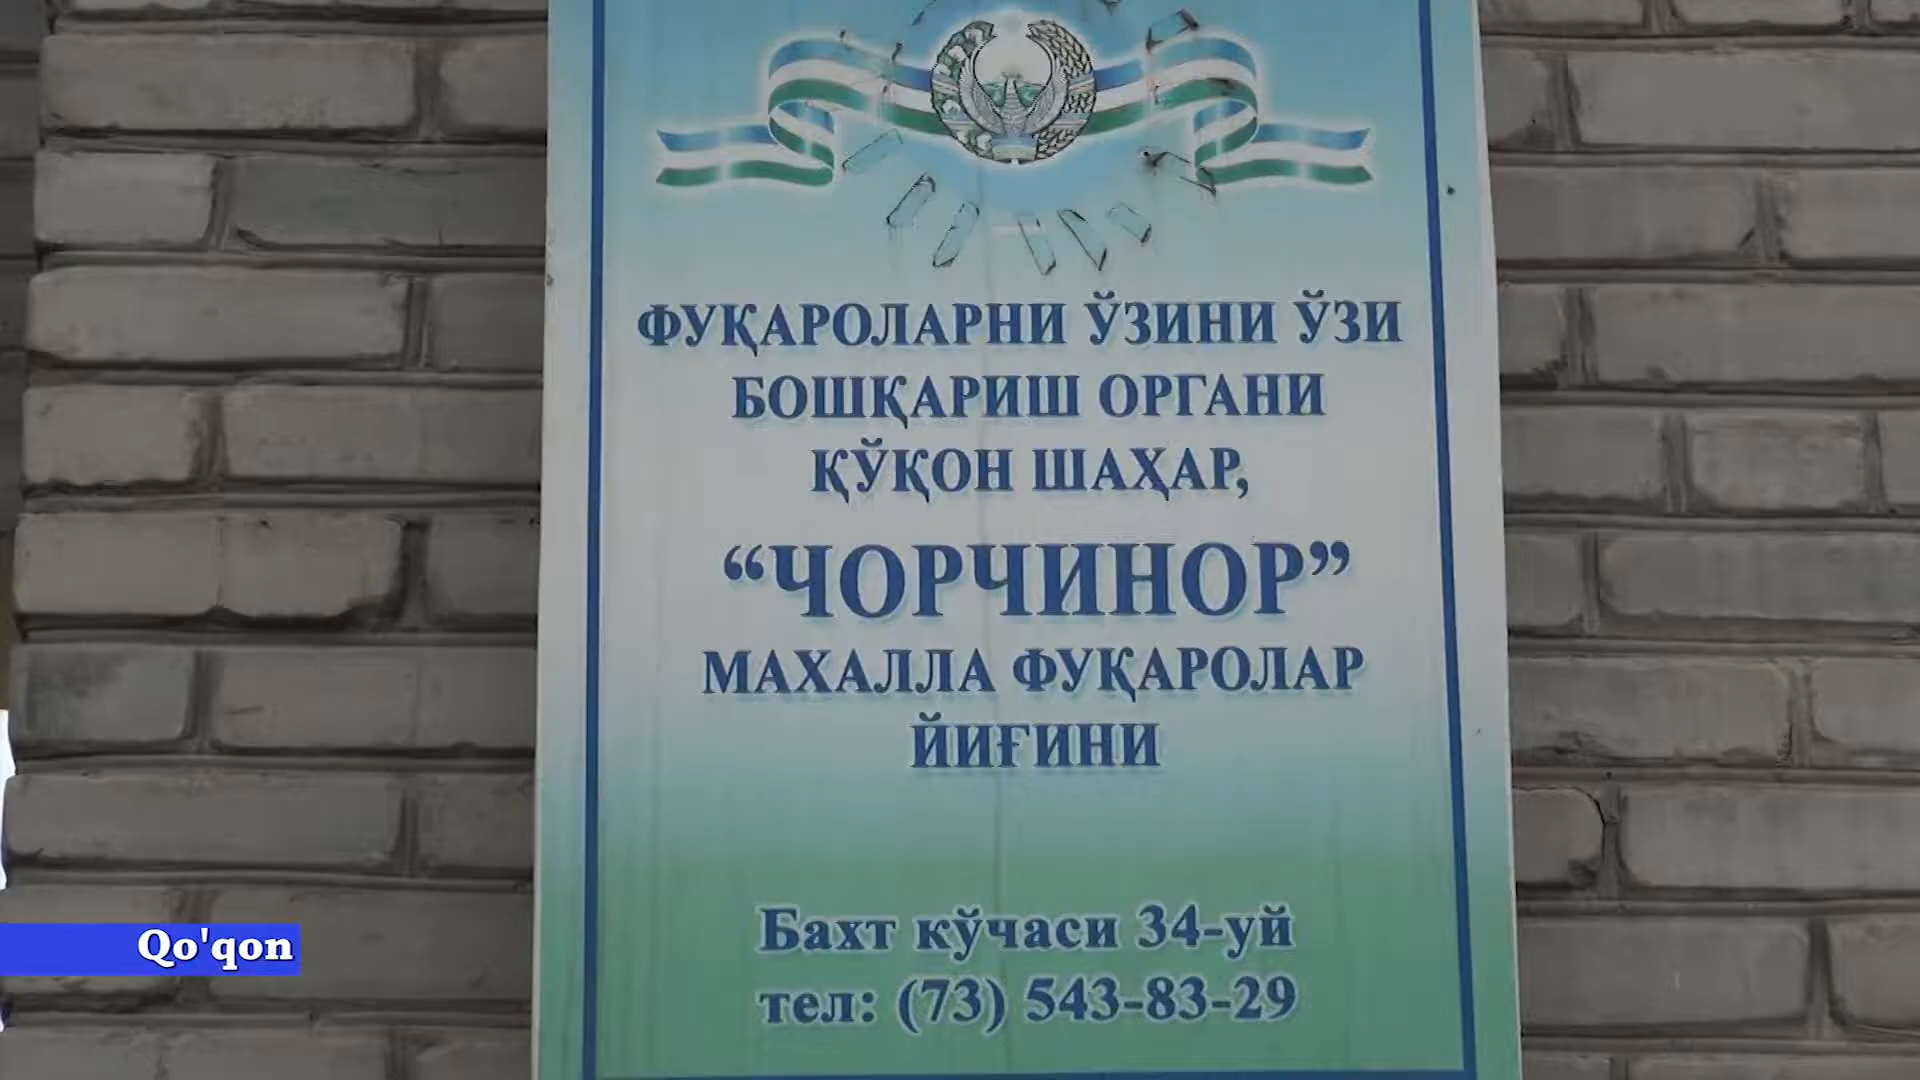 ФУҚАРОЛАРНИ ЎЗИНИ ЎЗИ
БОШҚАРИШ ОРГАНИ
ҚЎҚОН ШАҲАР,
“ЧОРЧИНОР”
МАХАЛЛА ФУҚАРОЛАР
ЙИҒИНИ
Бахт кўчаси 34-уй
тел: (73) 543-83-29
Qo'qon